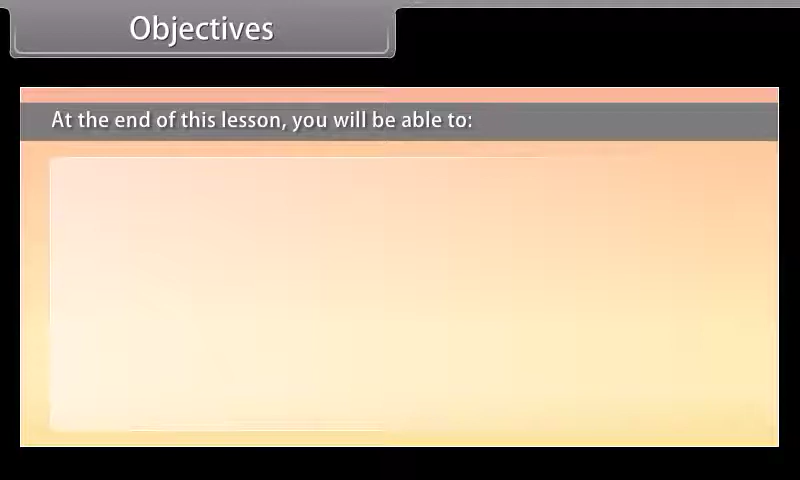 Objectives
At the end of this lesson, you will be able to: